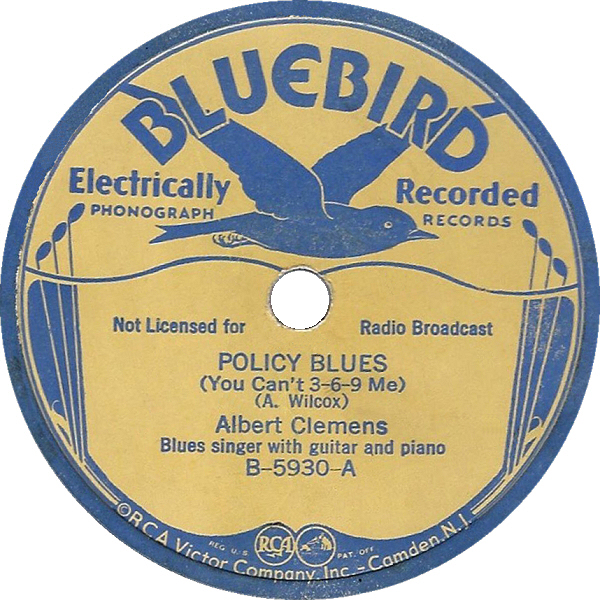 BLUEBIRD
Electrically Recorded
PHONOGRAPH RECORDS
Not Licensed for Radio Broadcast
POLICY BLUES
(You Can't 3-6-9 Me)
(A. Wilcox)
Albert Clemens
Blues singer with guitar and piano
B-5930-A
REG. U.S. RCA PAT. OFF.
©RCA Victor Company, Inc.-Camden, N.J.